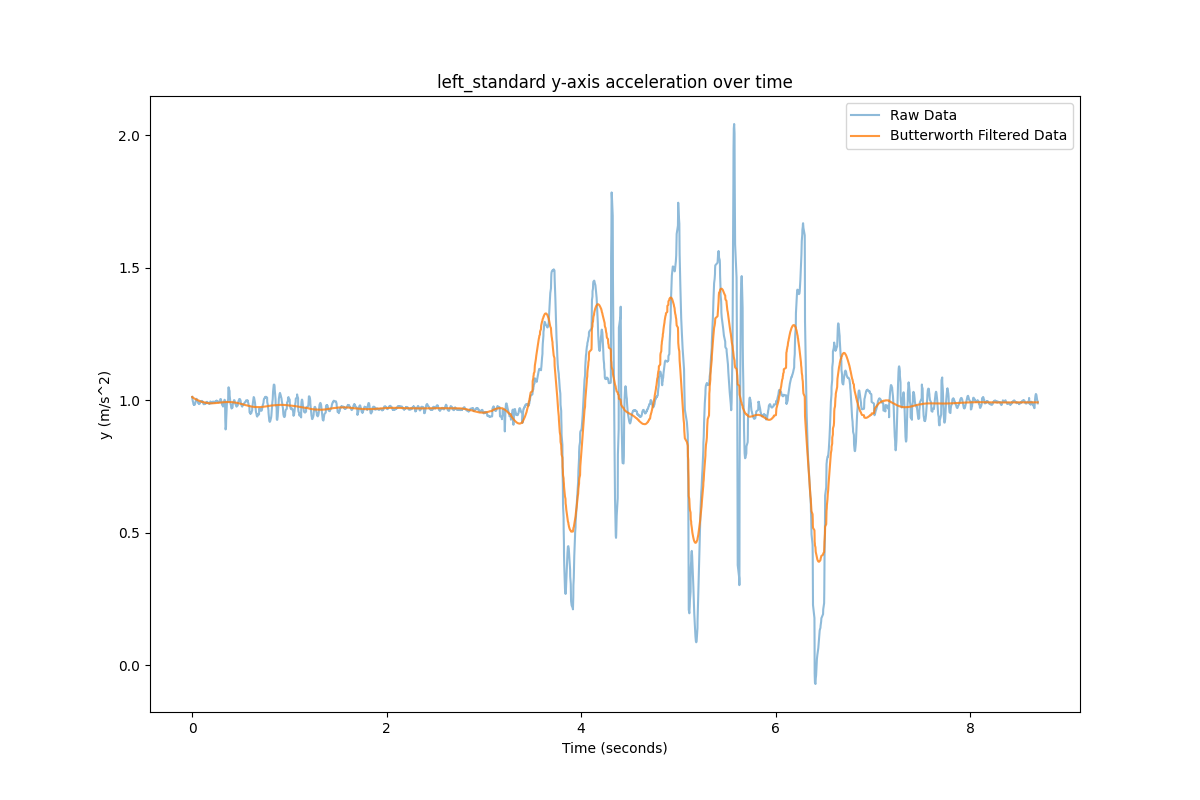 left_standard y-axis acceleration over time
Raw Data
Butterworth Filtered Data
2.0
1.5
1.0
0.5
0.0
y (m/s^2)
0 2 4 6 8
Time (seconds)